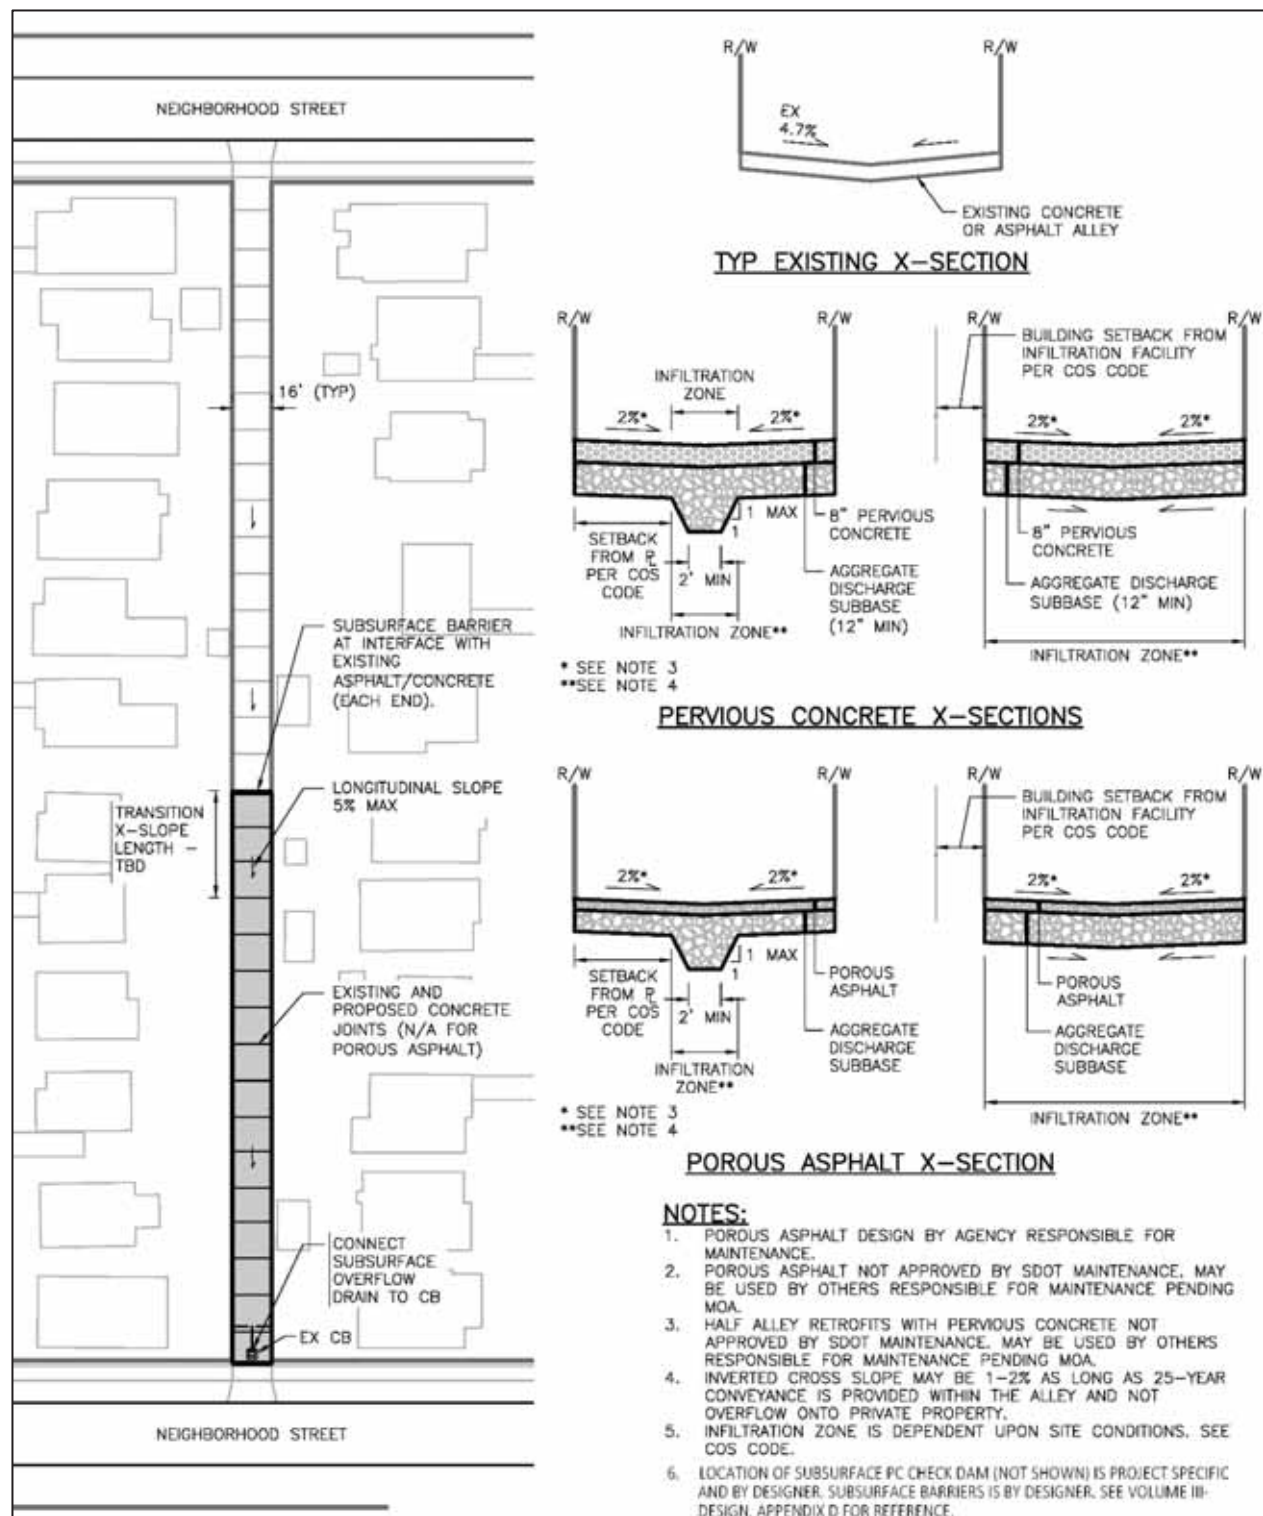 NEIGHBORHOOD STREET
16' (TYP)
SUBSURFACE BARRIER
AT INTERFACE WITH
EXISTING
ASPHALT/CONCRETE
(EACH END).
TRANSITION
X-SLOPE
LENGTH -
TBD
LONGITUDINAL SLOPE
5% MAX
EXISTING AND
PROPOSED CONCRETE
JOINTS (N/A FOR
POROUS ASPHALT)
CONNECT
SUBSURFACE
OVERFLOW
DRAIN TO CB
EX CB
NEIGHBORHOOD STREET
R/W
R/W
EX
4.7%
EXISTING CONCRETE
OR ASPHALT ALLEY
TYP EXISTING X-SECTION
R/W
R/W
INFILTRATION
ZONE
2%*
2%*
1 MAX
1
SETBACK
FROM PL
PER COS
CODE
2' MIN
INFILTRATION ZONE**
8" PERVIOUS
CONCRETE
AGGREGATE
DISCHARGE
SUBBASE
(12" MIN)
R/W
R/W
BUILDING SETBACK FROM
INFILTRATION FACILITY
PER COS CODE
2%*
2%*
8" PERVIOUS
CONCRETE
AGGREGATE DISCHARGE
SUBBASE (12" MIN)
INFILTRATION ZONE**
* SEE NOTE 3
**SEE NOTE 4
PERVIOUS CONCRETE X-SECTIONS
R/W
R/W
2%*
2%*
1 MAX
1
SETBACK
FROM PL
PER COS
CODE
2' MIN
INFILTRATION
ZONE**
POROUS
ASPHALT
AGGREGATE
DISCHARGE
SUBBASE
R/W
R/W
BUILDING SETBACK FROM
INFILTRATION FACILITY
PER COS CODE
2%*
2%*
POROUS
ASPHALT
AGGREGATE
DISCHARGE
SUBBASE
INFILTRATION ZONE**
* SEE NOTE 3
**SEE NOTE 4
POROUS ASPHALT X-SECTION
NOTES:
1. POROUS ASPHALT DESIGN BY AGENCY RESPONSIBLE FOR
MAINTENANCE.
2. POROUS ASPHALT NOT APPROVED BY SDOT MAINTENANCE. MAY
BE USED BY OTHERS RESPONSIBLE FOR MAINTENANCE PENDING
MOA.
3. HALF ALLEY RETROFITS WITH PERVIOUS CONCRETE NOT
APPROVED BY SDOT MAINTENANCE. MAY BE USED BY OTHERS
RESPONSIBLE FOR MAINTENANCE PENDING MOA.
4. INVERTED CROSS SLOPE MAY BE 1-2% AS LONG AS 25-YEAR
CONVEYANCE IS PROVIDED WITHIN THE ALLEY AND NOT
OVERFLOW ONTO PRIVATE PROPERTY.
5. INFILTRATION ZONE IS DEPENDENT UPON SITE CONDITIONS. SEE
COS CODE.
6. LOCATION OF SUBSURFACE PC CHECK DAM (NOT SHOWN) IS PROJECT SPECIFIC
AND BY DESIGNER. SUBSURFACE BARRIERS IS BY DESIGNER. SEE VOLUME III-
DESIGN, APPENDIX D FOR REFERENCE.